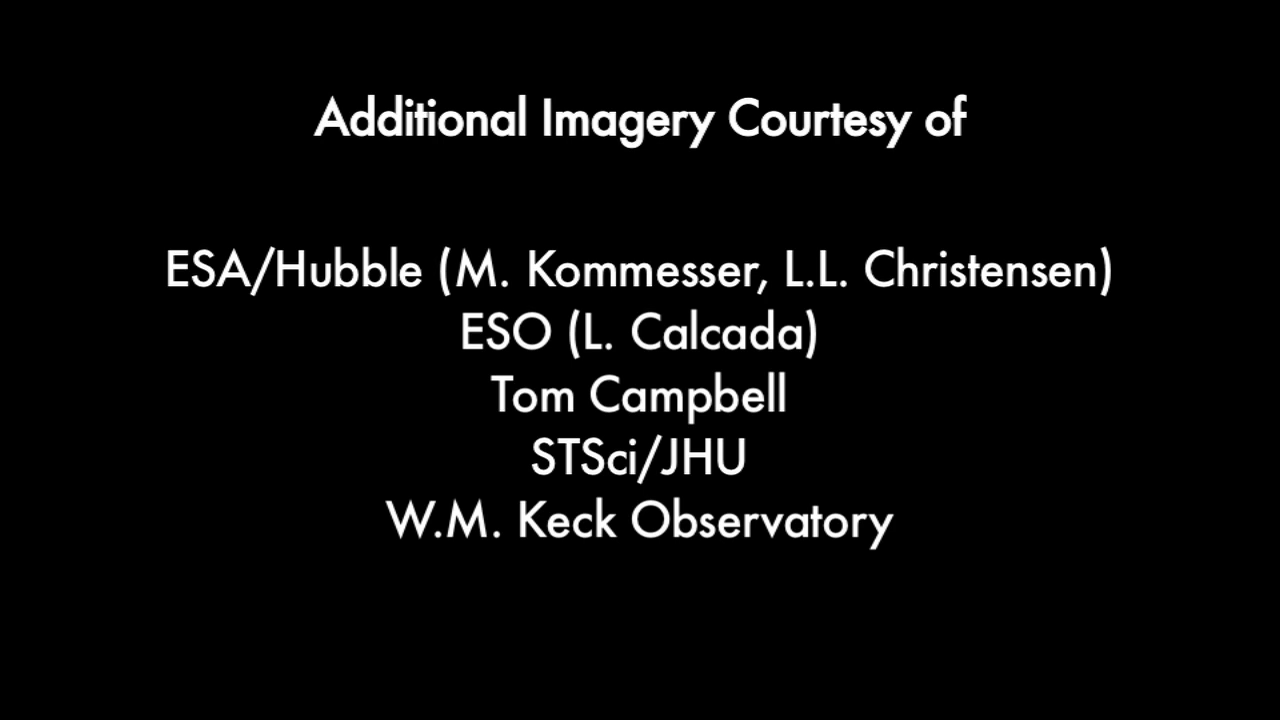 Additional Imagery Courtesy of
ESA/Hubble (M. Kommesser, L.L. Christensen)
ESO (L. Calcada)
Tom Campbell
STSci/JHU
W.M. Keck Observatory